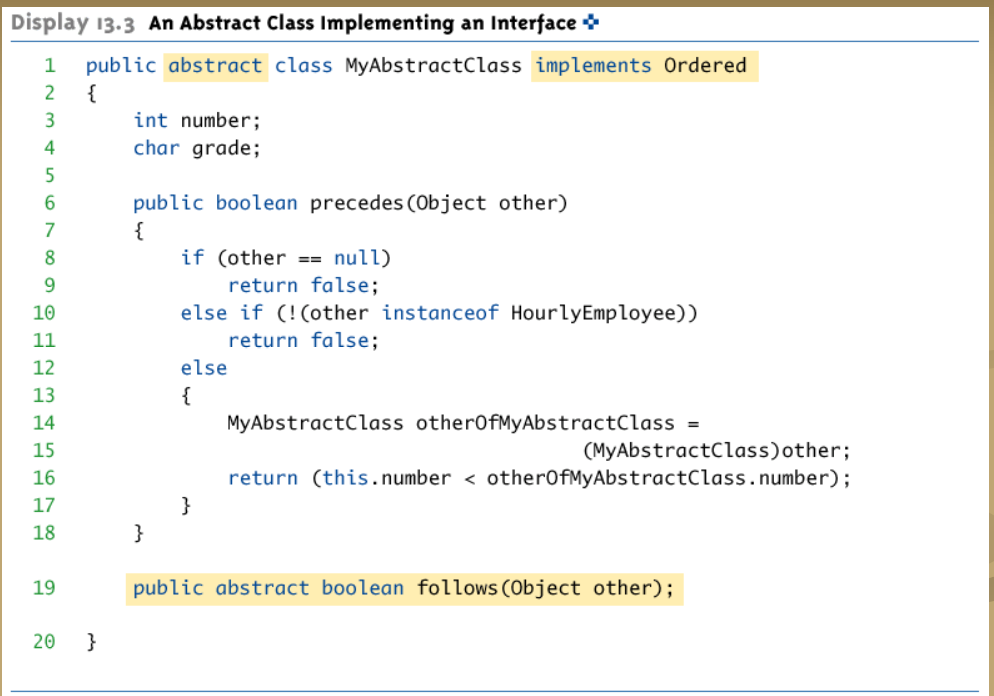 Display 13.3 An Abstract Class Implementing an Interface
1 public abstract class MyAbstractClass implements Ordered
2 {
3     int number;
4     char grade;
5
6     public boolean precedes(Object other)
7     {
8         if (other == null)
9             return false;
10         else if (!(other instanceof HourlyEmployee))
11             return false;
12         else
13         {
14             MyAbstractClass otherOfMyAbstractClass =
15                                            (MyAbstractClass)other;
16             return (this.number < otherOfMyAbstractClass.number);
17         }
18     }
19     public abstract boolean follows(Object other);
20 }